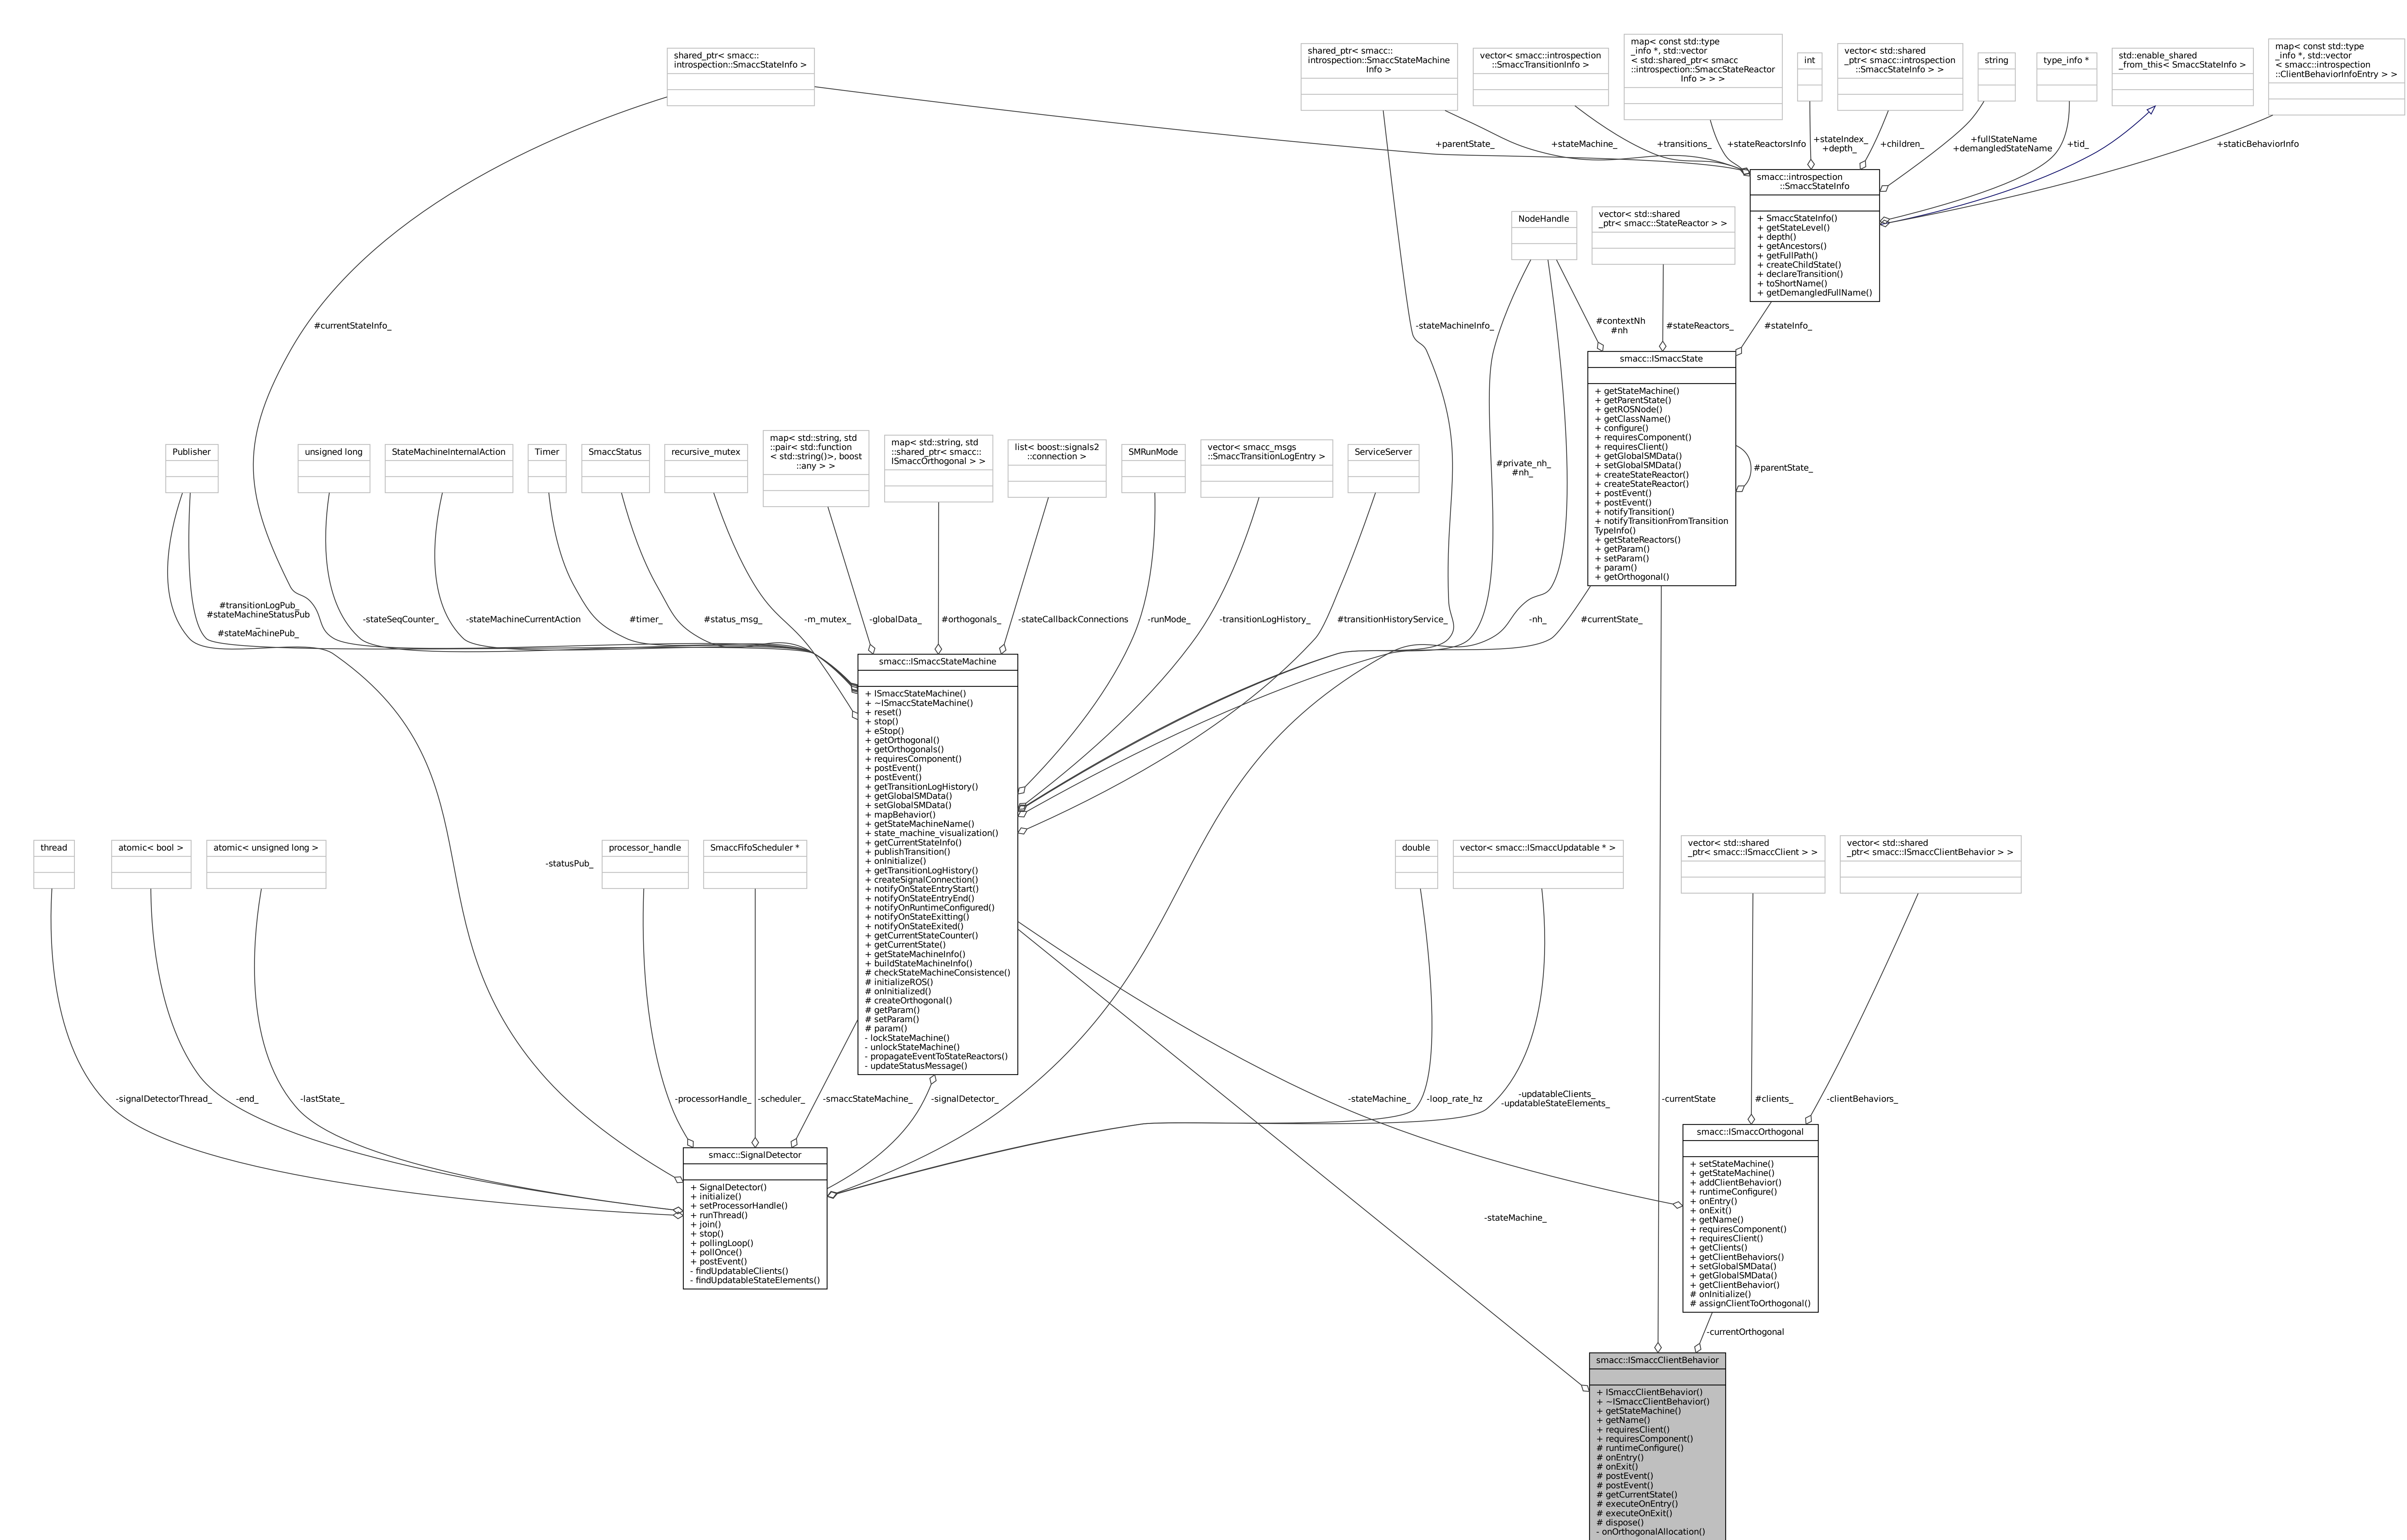 shared_ptr< smacc::
introspection::SmaccStateInfo >
shared_ptr< smacc::
introspection::SmaccStateMachine
Info >
vector< smacc::introspection
::SmaccTransitionInfo >
map< const std::type
_info *, std::vector
< std::shared_ptr< smacc
::introspection::SmaccStateReactor
Info > > >
int
vector< std::shared
_ptr< smacc::introspection
::SmaccStateInfo > >
string
type_info *
std::enable_shared
_from_this< SmaccStateInfo >
map< const std::type
_info *, std::vector
< smacc::introspection
::ClientBehaviorInfoEntry > >
+parentState_
+stateMachine_
+transitions_
+stateReactorsInfo
+stateIndex_
+depth_
+children_
+fullStateName
+demangledStateName
+tid_
+staticBehaviorInfo
smacc::introspection
::SmaccStateInfo
+ SmaccStateInfo()
+ getStateLevel()
+ depth()
+ getAncestors()
+ getFullPath()
+ createChildState()
+ declareTransition()
+ toShortName()
+ getDemangledFullName()
NodeHandle
vector< std::shared
_ptr< smacc::StateReactor > >
#currentStateInfo_
-stateMachineInfo_
#contextNh
#nh
#stateReactors_
#stateInfo_
smacc::ISmaccState
+ getStateMachine()
+ getParentState()
+ getROSNode()
+ getClassName()
+ configure()
+ requiresComponent()
+ requiresClient()
+ getGlobalSMData()
+ setGlobalSMData()
+ createStateReactor()
+ createStateReactor()
+ postEvent()
+ postEvent()
+ notifyTransition()
+ notifyTransitionFromTransition
TypeInfo()
+ getStateReactors()
+ getParam()
+ setParam()
+ param()
+ getOrthogonal()
#parentState_
Publisher
unsigned long
StateMachineInternalAction
Timer
SmaccStatus
recursive_mutex
map< std::string, std
::pair< std::function
< std::string()>, boost
::any > >
map< std::string, std
::shared_ptr< smacc::
ISmaccOrthogonal > >
list< boost::signals2
::connection >
SMRunMode
vector< smacc_msgs
::SmaccTransitionLogEntry >
ServiceServer
#private_nh_
#nh_
#transitionLogPub_
#stateMachineStatusPub
_
#stateMachinePub_
-stateSeqCounter_
-stateMachineCurrentAction
#timer_
#status_msg_
-m_mutex_
-globalData_
#orthogonals_
-stateCallbackConnections
-runMode_
-transitionLogHistory_
#transitionHistoryService_
-nh_
#currentState_
smacc::ISmaccStateMachine
+ ISmaccStateMachine()
+ ~ISmaccStateMachine()
+ reset()
+ stop()
+ eStop()
+ getOrthogonal()
+ getOrthogonals()
+ requiresComponent()
+ postEvent()
+ postEvent()
+ getTransitionLogHistory()
+ getGlobalSMData()
+ setGlobalSMData()
+ mapBehavior()
+ getStateMachineName()
+ state_machine_visualization()
+ getCurrentStateInfo()
+ publishTransition()
+ onInitialize()
+ getTransitionLogHistory()
+ createSignalConnection()
+ notifyOnStateEntryStart()
+ notifyOnStateEntryEnd()
+ notifyOnRuntimeConfigured()
+ notifyOnStateExitting()
+ notifyOnStateExited()
+ getCurrentStateCounter()
+ getCurrentState()
+ getStateMachineInfo()
+ buildStateMachineInfo()
# checkStateMachineConsistence()
# initializeROS()
# onInitialized()
# createOrthogonal()
# getParam()
# setParam()
# param()
- lockStateMachine()
- unlockStateMachine()
- propagateEventToStateReactors()
- updateStatusMessage()
thread
atomic< bool >
atomic< unsigned long >
-statusPub_
processor_handle
SmaccFifoScheduler *
double
vector< smacc::ISmaccUpdatable * >
vector< std::shared
_ptr< smacc::ISmaccClient > >
vector< std::shared
_ptr< smacc::ISmaccClientBehavior > >
-signalDetectorThread_
-end_
-lastState_
-processorHandle_
-scheduler_
-smaccStateMachine_
-signalDetector_
-stateMachine_
-loop_rate_hz
-updatableClients_
-updatableStateElements_
-currentState
#clients_
-clientBehaviors_
smacc::SignalDetector
+ SignalDetector()
+ initialize()
+ setProcessorHandle()
+ runThread()
+ join()
+ stop()
+ pollingLoop()
+ pollOnce()
+ postEvent()
- findUpdatableClients()
- findUpdatableStateElements()
-stateMachine_
smacc::ISmaccOrthogonal
+ setStateMachine()
+ getStateMachine()
+ addClientBehavior()
+ runtimeConfigure()
+ onEntry()
+ onExit()
+ getName()
+ requiresComponent()
+ requiresClient()
+ getClients()
+ getClientBehaviors()
+ setGlobalSMData()
+ getGlobalSMData()
+ getClientBehavior()
# onInitialize()
# assignClientToOrthogonal()
-currentOrthogonal
smacc::ISmaccClientBehavior
+ ISmaccClientBehavior()
+ ~ISmaccClientBehavior()
+ getStateMachine()
+ getName()
+ requiresClient()
+ requiresComponent()
# runtimeConfigure()
# onEntry()
# onExit()
# postEvent()
# postEvent()
# getCurrentState()
# executeOnEntry()
# executeOnExit()
# dispose()
- onOrthogonalAllocation()